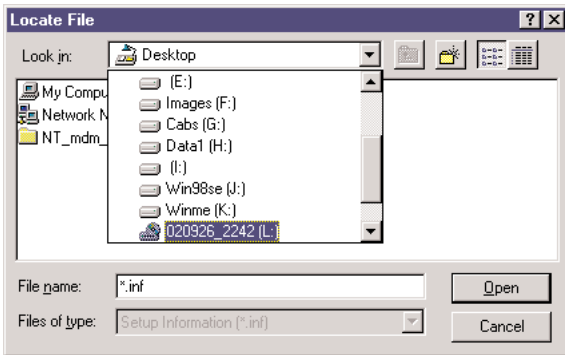 Locate File
Look in: Desktop
(E:)
My Compu
Images (F:)
Network N
Cabs (G:)
NT_mdm_
Data1 (H:)
(I:)
Win98se (J:)
Winme (K:)
020926_2242 (L:)
File name: *.inf Open
Files of type: Setup Information (*.inf) Cancel